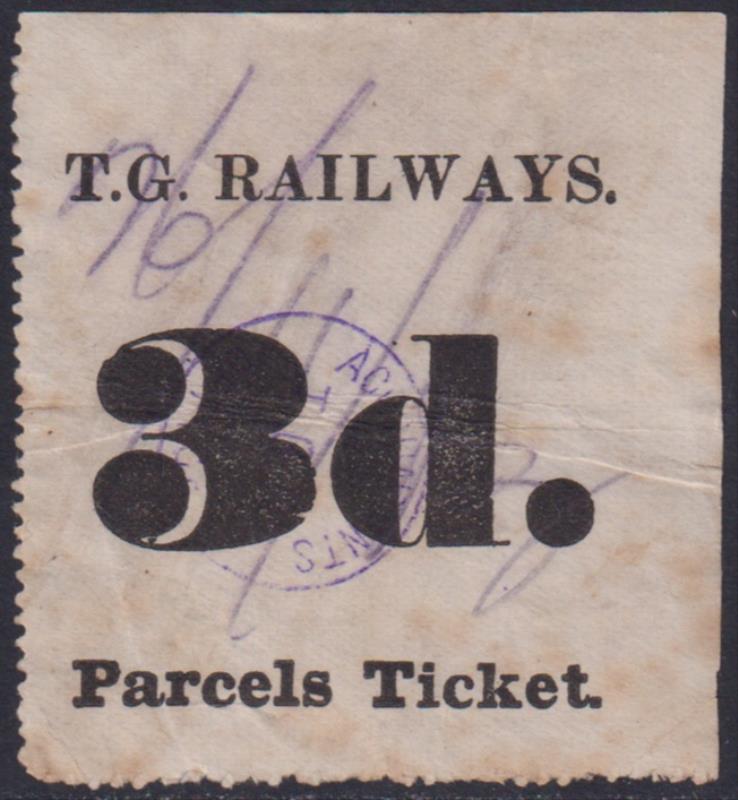 T.G. RAILWAYS.
3d.
Parcels Ticket.